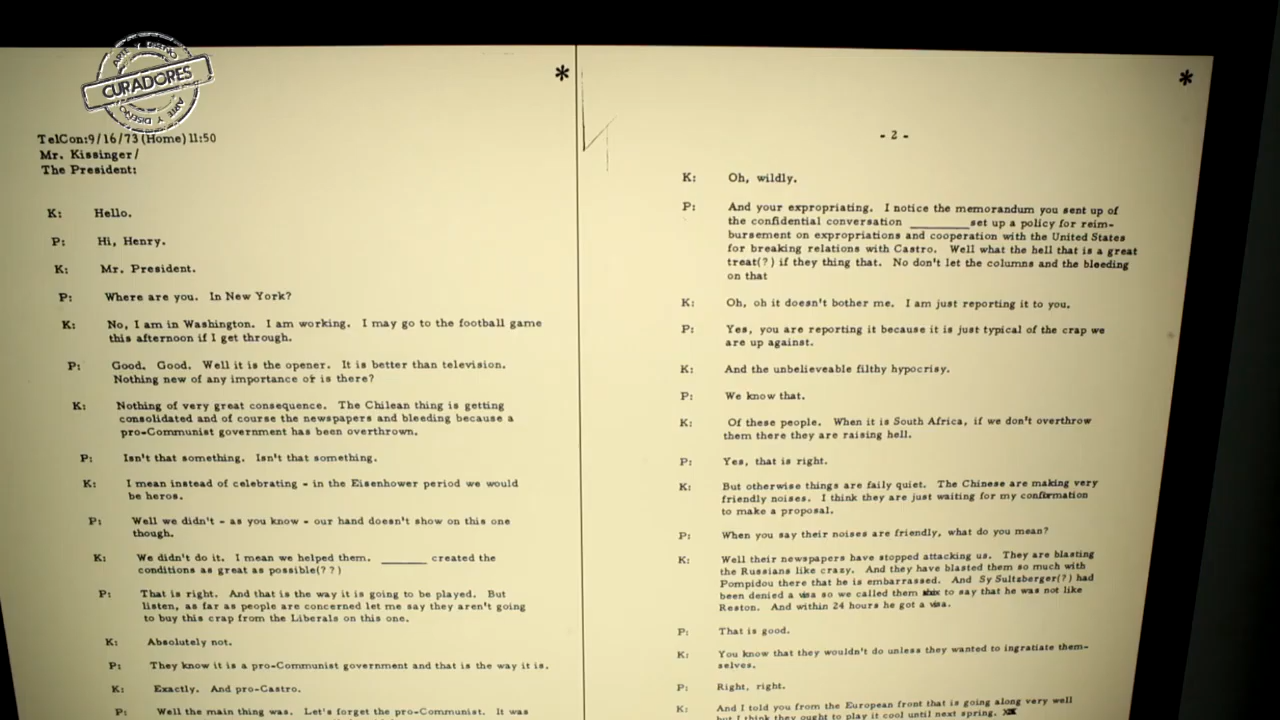 ARTE Y DISEÑO
CURADORES
ARTE Y DISEÑO
*
TelCon:9/16/73 (Home) 11:50
Mr. Kissinger/
The President:
K: Hello.
P: Hi, Henry.
K: Mr. President.
P: Where are you. In New York?
K: No, I am in Washington. I am working. I may go to the football game
this afternoon if I get through.
P: Good. Good. Well it is the opener. It is better than television.
Nothing new of any importance or is there?
K: Nothing of very great consequence. The Chilean thing is getting
consolidated and of course the newspapers and bleeding because a
pro-Communist government has been overthrown.
P: Isn't that something. Isn't that something.
K: I mean instead of celebrating - in the Eisenhower period we would
be heros.
P: Well we didn't - as you know - our hand doesn't show on this one
though.
K: We didn't do it. I mean we helped them. ______ created the
conditions as great as possible(??)
P: That is right. And that is the way it is going to be played. But
listen, as far as people are concerned let me say they aren't going
to buy this crap from the Liberals on this one.
K: Absolutely not.
P: They know it is a pro-Communist government and that is the way it is.
K: Exactly. And pro-Castro.
P: Well the main thing was. Let's forget the pro-Communist. It was
*
- 2 -
K: Oh, wildly.
P: And your expropriating. I notice the memorandum you sent up of
the confidential conversation ________set up a policy for reim-
bursement on expropriations and cooperation with the United States
for breaking relations with Castro. Well what the hell that is a great
treat(?) if they thing that. No don't let the columns and the bleeding
on that
K: Oh, oh it doesn't bother me. I am just reporting it to you.
P: Yes, you are reporting it because it is just typical of the crap we
are up against.
K: And the unbelieveable filthy hypocrisy.
P: We know that.
K: Of these people. When it is South Africa, if we don't overthrow
them there they are raising hell.
P: Yes, that is right.
K: But otherwise things are faily quiet. The Chinese are making very
friendly noises. I think they are just waiting for my confirmation
to make a proposal.
P: When you say their noises are friendly, what do you mean?
K: Well their newspapers have stopped attacking us. They are blasting
the Russians like crazy. And they have blasted them so much with
Pompidou there that he is embarrassed. And Sy Sultsberger(?) had
been denied a visa so we called them to say that he was not like
Reston. And within 24 hours he got a visa.
P: That is good.
K: You know that they wouldn't do unless they wanted to ingratiate them-
selves.
P: Right, right.
K: And I told you from the European front that is going along very well
but I think they ought to play it cool until next spring.